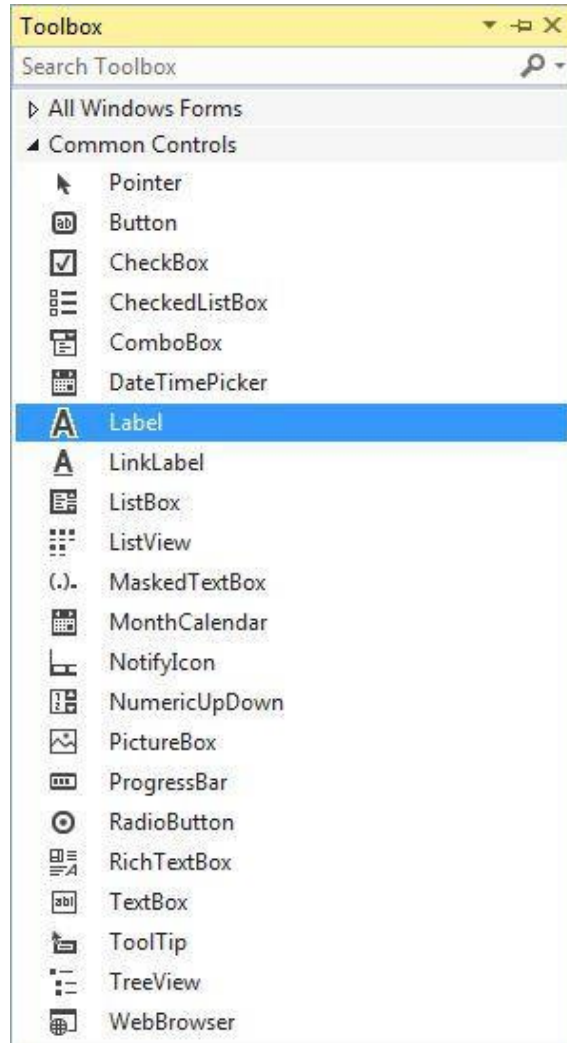 Toolbox
Search Toolbox
All Windows Forms
Common Controls
Pointer
Button
CheckBox
CheckedListBox
ComboBox
DateTimePicker
Label
LinkLabel
ListBox
ListView
MaskedTextBox
MonthCalendar
NotifyIcon
NumericUpDown
PictureBox
ProgressBar
RadioButton
RichTextBox
TextBox
ToolTip
TreeView
WebBrowser